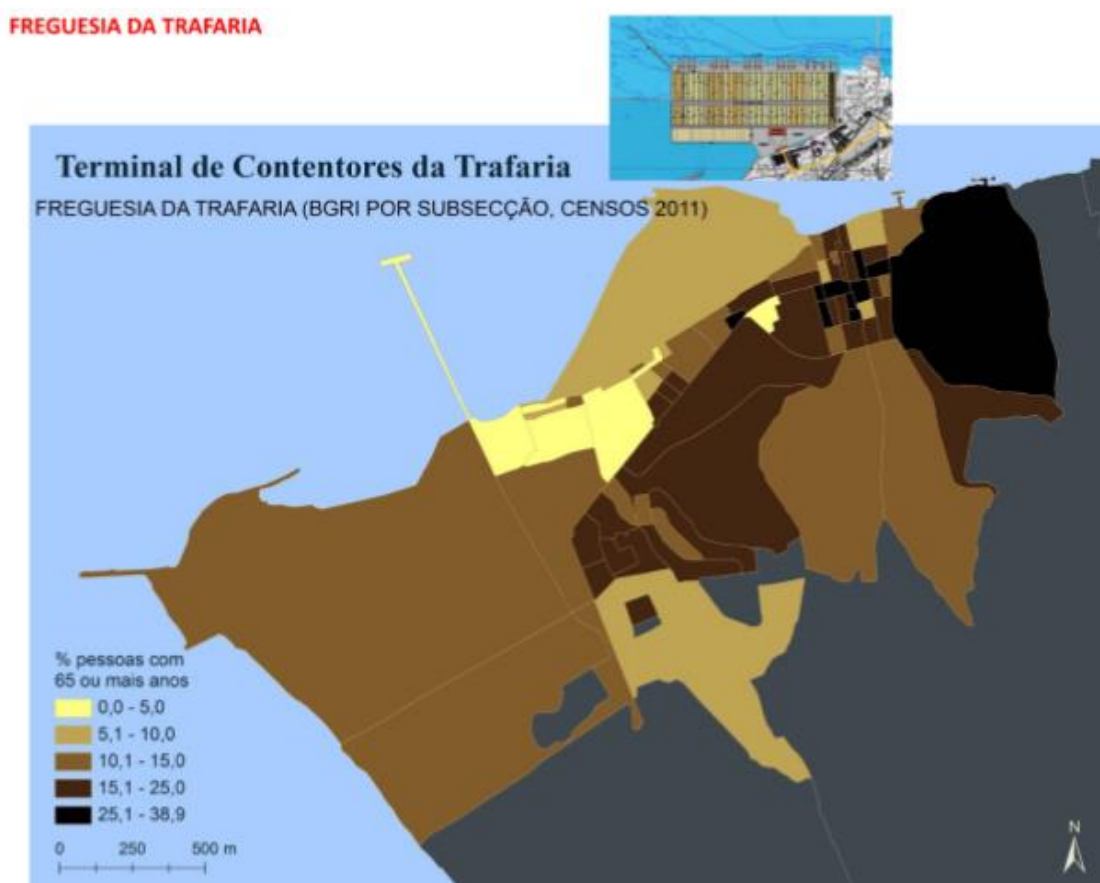 FREGUESIA DA TRAFARIA
Terminal de Contentores da Trafaria
FREGUESIA DA TRAFARIA (BGRI POR SUBSECÇÃO, CENSOS 2011)
% pessoas com
65 ou mais anos
0,0 - 5,0
5,1 - 10,0
10,1 - 15,0
15,1 - 25,0
25,1 - 38,9
0 250 500 m
N